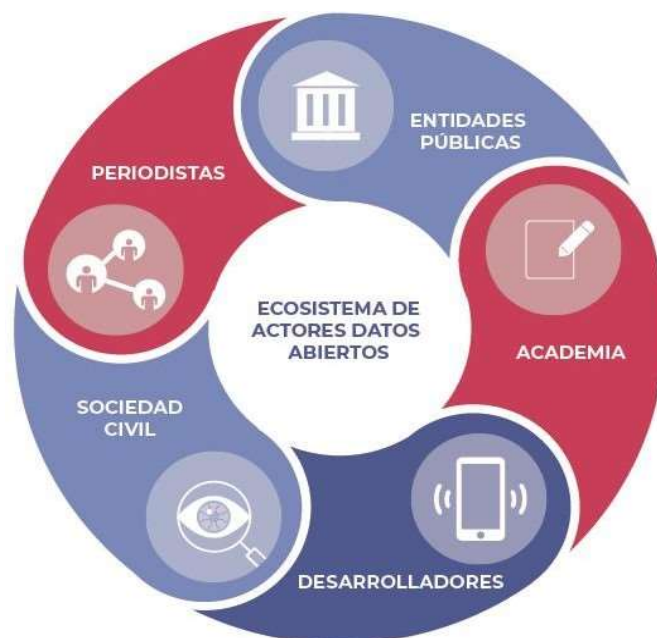 ENTIDADES
PÚBLICAS
PERIODISTAS
ECOSISTEMA DE
ACTORES DATOS
ABIERTOS
ACADEMIA
SOCIEDAD
CIVIL
DESARROLLADORES